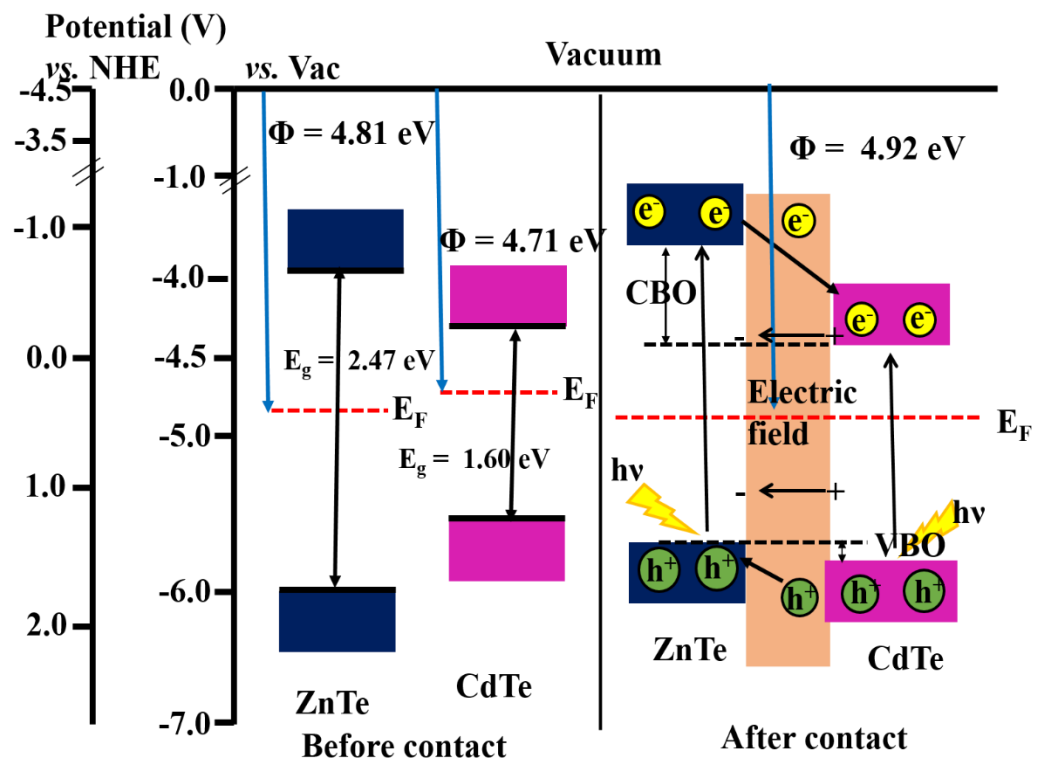 Potential (V)
vs. NHE
vs. Vac
Vacuum
-4.5
-3.5
-1.0
0.0
1.0
2.0
0.0
-1.0
-4.0
-4.5
-5.0
-6.0
-7.0
Φ = 4.81 eV
Φ = 4.71 eV
Eg = 2.47 eV
EF
EF
Eg = 1.60 eV
ZnTe
CdTe
Before contact
Φ = 4.92 eV
e- e- e-
CBO
e- e-
- +
Electric
field
EF
hν
- +
hν
VBO
h+ h+ h+ h+ h+
ZnTe
CdTe
After contact